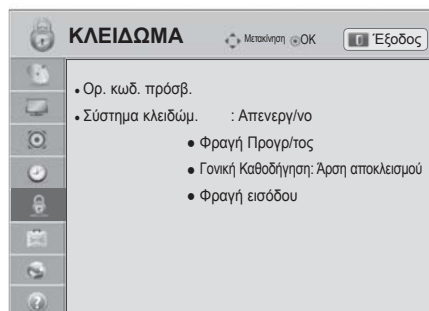 ΚΛΕΙΔΩΜΑ Μετακίνηση OK Έξοδος
• Ορ. κωδ. πρόσβ.
• Σύστημα κλειδώμ. : Απενεργ/νο
● Φραγή Προγρ/τος
● Γονική Καθοδήγηση: Άρση αποκλεισμού
● Φραγή εισόδου